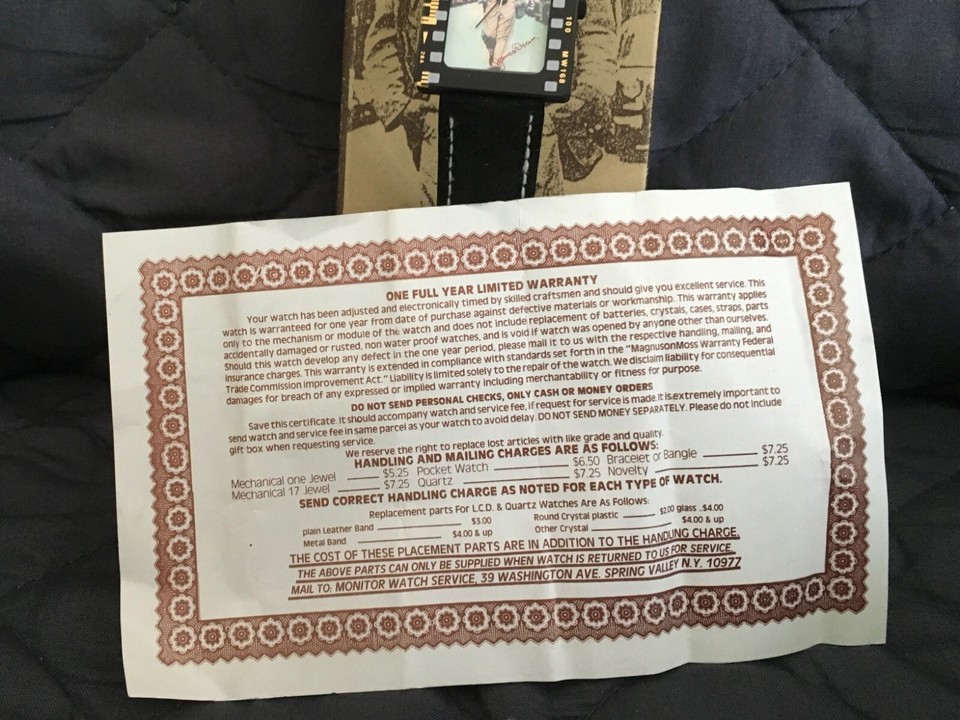 20A
100 MW168
ONE FULL YEAR LIMITED WARRANTY
Your watch has been adjusted and electronically timed by skilled craftsmen and should give you excellent service. This
watch is warranteed for one year from date of purchase against defective materials or workmanship. This warranty applies
only to the mechanism or module of the watch and does not include replacement of batteries, crystals, cases, straps, parts
accidentally damaged or rusted, non water proof watches, and is void if watch was opened by anyone other than ourselves.
Should this watch develop any defect in the one year period, please mail it to us with the respective handling, mailing, and
insurance charges. This warranty is extended in compliance with standards set forth in the "MagnusonMoss Warranty Federal
Trade Commission improvement Act." Liability is limited solely to the repair of the watch. We disclaim liability for consequential
damages for breach of any expressed or implied warranty including merchantability or fitness for purpose.
DO NOT SEND PERSONAL CHECKS, ONLY CASH OR MONEY ORDERS
Save this certificate. It should accompany watch and service fee, if request for service is made. It is extremely important to
send watch and service fee in same parcel as your watch to avoid delay. DO NOT SEND MONEY SEPARATELY. Please do not include
gift box when requesting service.
We reserve the right to replace lost articles with like grade and quality.
HANDLING AND MAILING CHARGES ARE AS FOLLOWS:
Mechanical one Jewel $5.25 Pocket Watch $6.50 Bracelet or Bangle $7.25
Mechanical 17 Jewel $7.25 Quartz $7.25 Novelty $7.25
SEND CORRECT HANDLING CHARGE AS NOTED FOR EACH TYPE OF WATCH.
Replacement parts For L.C.D. & Quartz Watches Are As Follows:
plain Leather Band $3.00 Round Crystal plastic $2.00 glass ..$4.00
Metal Band $4.00 & up Other Crystal $4.00 & up
THE COST OF THESE PLACEMENT PARTS ARE IN ADDITION TO THE HANDLING CHARGE.
THE ABOVE PARTS CAN ONLY BE SUPPLIED WHEN WATCH IS RETURNED TO US FOR SERVICE.
MAIL TO: MONITOR WATCH SERVICE, 39 WASHINGTON AVE. SPRING VALLEY N.Y. 10977